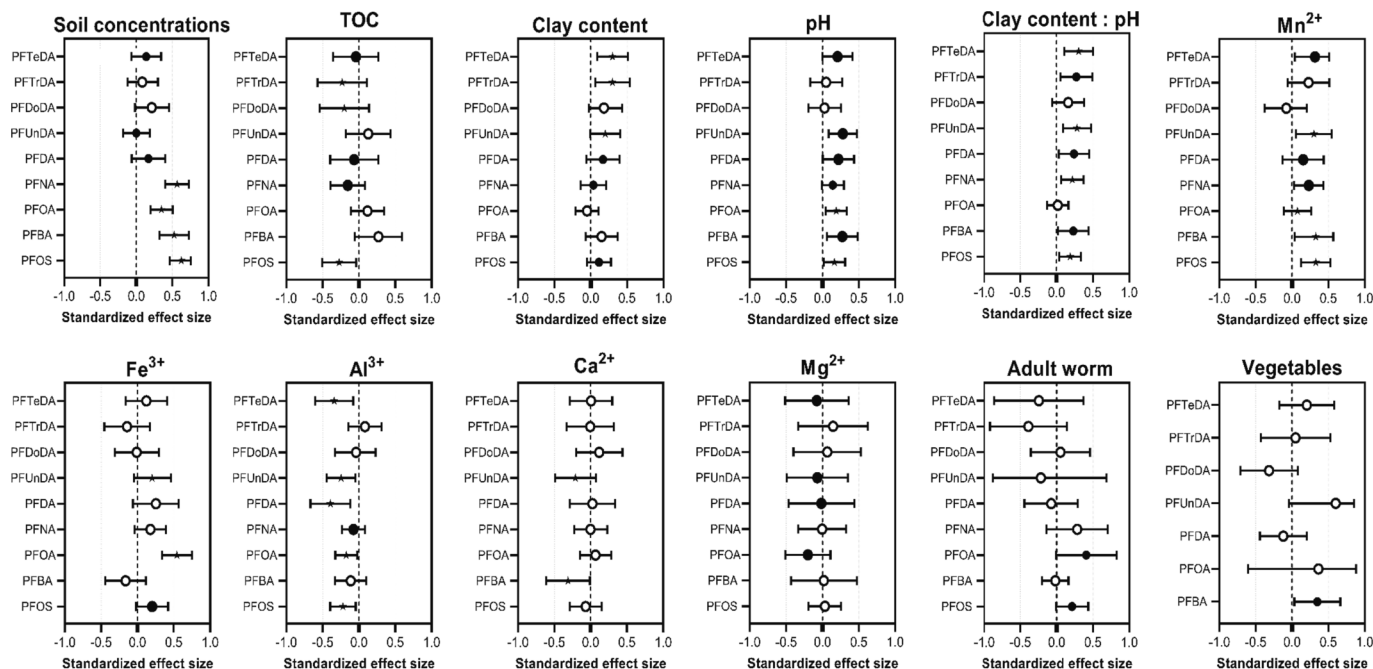 Soil concentrations
PFTeDA
PFTrDA
PFDoDA
PFUnDA
PFDA
PFNA
PFOA
PFBA
PFOS
-1.0 -0.5 0.0 0.5 1.0
Standardized effect size
TOC
PFTeDA
PFTrDA
PFDoDA
PFUnDA
PFDA
PFNA
PFOA
PFBA
PFOS
-1.0 -0.5 0.0 0.5 1.0
Standardized effect size
Clay content
PFTeDA
PFTrDA
PFDoDA
PFUnDA
PFDA
PFNA
PFOA
PFBA
PFOS
-1.0 -0.5 0.0 0.5 1.0
Standardized effect size
pH
PFTeDA
PFTrDA
PFDoDA
PFUnDA
PFDA
PFNA
PFOA
PFBA
PFOS
-1.0 -0.5 0.0 0.5 1.0
Standardized effect size
Clay content : pH
PFTeDA
PFTrDA
PFDoDA
PFUnDA
PFDA
PFNA
PFOA
PFBA
PFOS
-1.0 -0.5 0.0 0.5 1.0
Standardized effect size
Mn2+
PFTeDA
PFTrDA
PFDoDA
PFUnDA
PFDA
PFNA
PFOA
PFBA
PFOS
-1.0 -0.5 0.0 0.5 1.0
Standardized effect size
Fe3+
PFTeDA
PFTrDA
PFDoDA
PFUnDA
PFDA
PFNA
PFOA
PFBA
PFOS
-1.0 -0.5 0.0 0.5 1.0
Standardized effect size
Al3+
PFTeDA
PFTrDA
PFDoDA
PFUnDA
PFDA
PFNA
PFOA
PFBA
PFOS
-1.0 -0.5 0.0 0.5 1.0
Standardized effect size
Ca2+
PFTeDA
PFTrDA
PFDoDA
PFUnDA
PFDA
PFNA
PFOA
PFBA
PFOS
-1.0 -0.5 0.0 0.5 1.0
Standardized effect size
Mg2+
PFTeDA
PFTrDA
PFDoDA
PFUnDA
PFDA
PFNA
PFOA
PFBA
PFOS
-1.0 -0.5 0.0 0.5 1.0
Standardized effect size
Adult worm
PFTeDA
PFTrDA
PFDoDA
PFUnDA
PFDA
PFNA
PFOA
PFBA
PFOS
-1.0 -0.5 0.0 0.5 1.0
Standardized effect size
Vegetables
PFTeDA
PFTrDA
PFDoDA
PFUnDA
PFDA
PFOA
PFBA
-1.0 -0.5 0.0 0.5 1.0
Standardized effect size